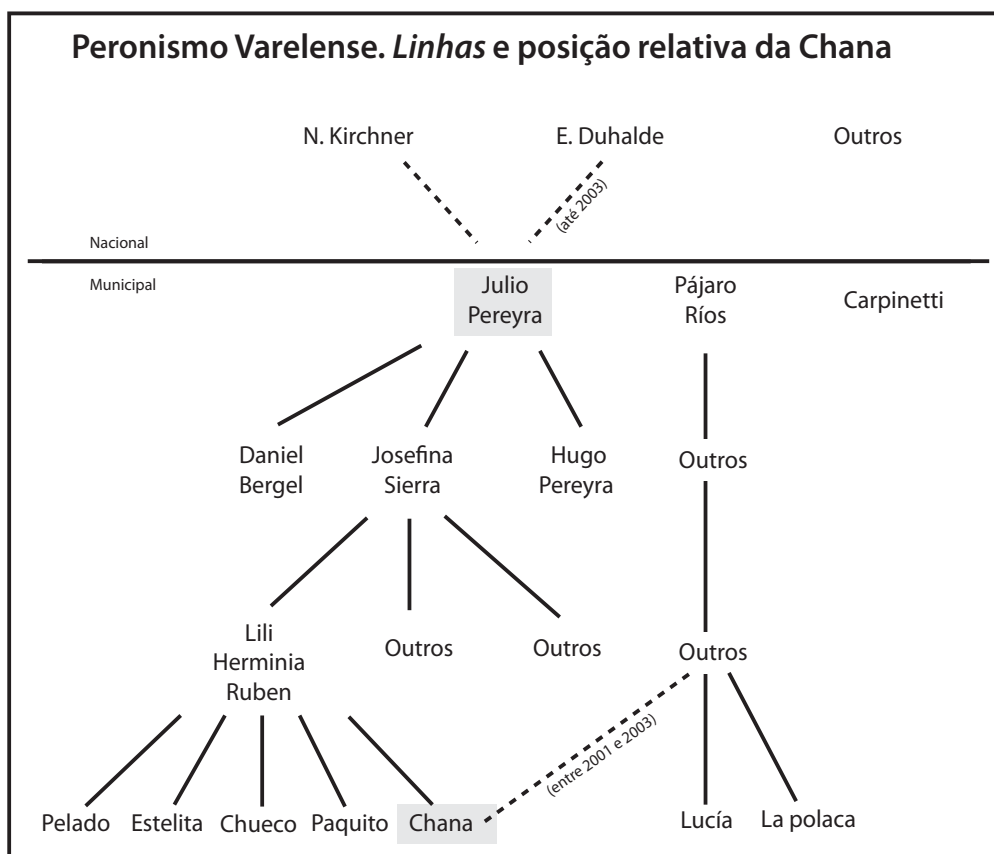 Peronismo Varelense. Linhas e posição relativa da Chana
N. Kirchner
E. Duhalde
Outros
(até 2003)
Nacional
Municipal
Julio
Pereyra
Pájaro
Ríos
Carpinetti
Daniel
Bergel
Josefina
Sierra
Hugo
Pereyra
Outros
Lili
Herminia
Ruben
Outros
Outros
Outros
(entre 2001 e 2003)
Pelado
Estelita
Chueco
Paquito
Chana
Lucía
La polaca